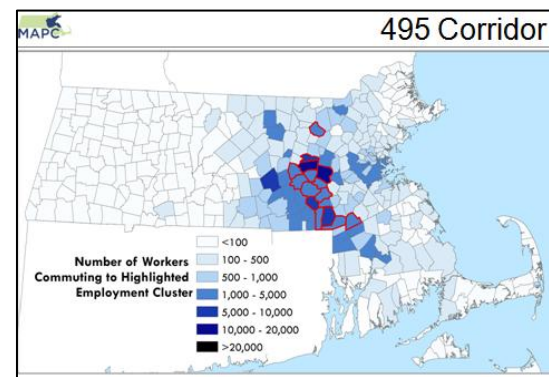 MAPC
495 Corridor
Number of Workers
Commuting to Highlighted
Employment Cluster
<100
100 - 500
500 - 1,000
1,000 - 5,000
5,000 - 10,000
10,000 - 20,000
>20,000